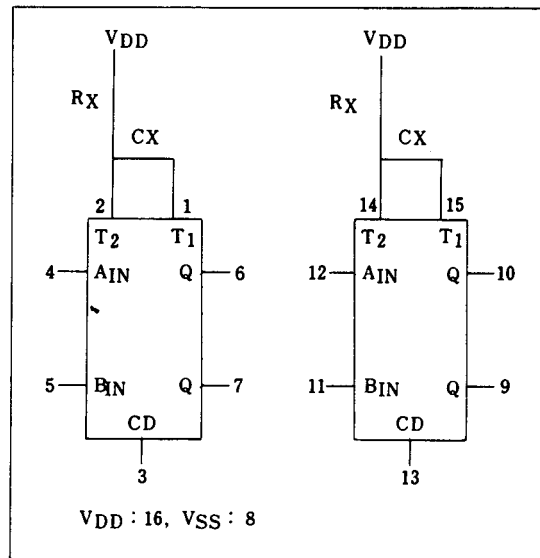 VDD VDD
RX RX
CX CX
2 1 14 15
T2 T1 T2 T1
4 AIN Q 6 12 AIN Q 10
5 BIN Q 7 11 BIN Q 9
CD CD
3 13
VDD : 16, VSS : 8